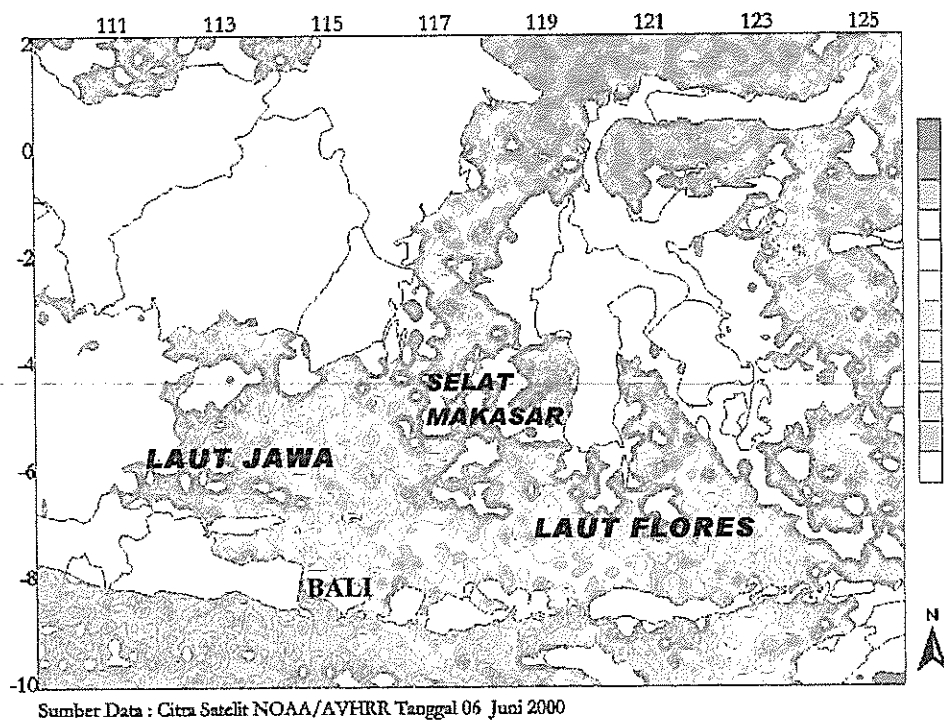 111 113 115 117 119 121 123 125
2
0
-2
-4
SELAT
MAKASAR
LAUT JAWA
-6
LAUT FLORES
-8
BALI
N
-10
Sumber Data : Citra Satelit NOAA/AVHRR Tanggal 06 Juni 2000